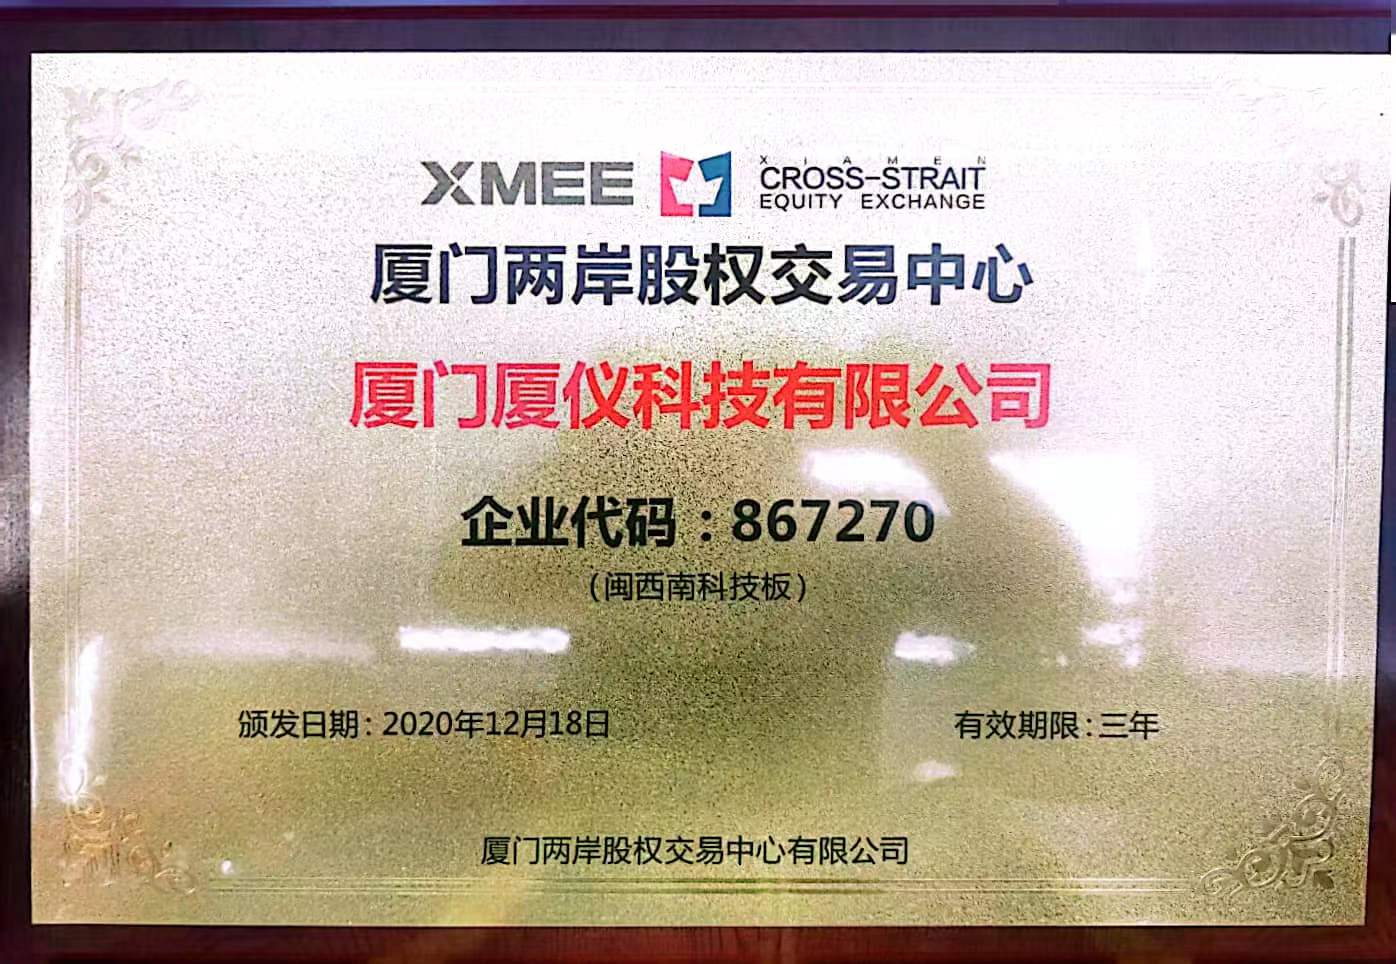 XMEE
XIAMEN
CROSS-STRAIT
EQUITY EXCHANGE
厦门两岸股权交易中心
厦门厦仪科技有限公司
企业代码：867270
（闽西南科技板）
颁发日期：2020年12月18日
有效期限：三年
厦门两岸股权交易中心有限公司